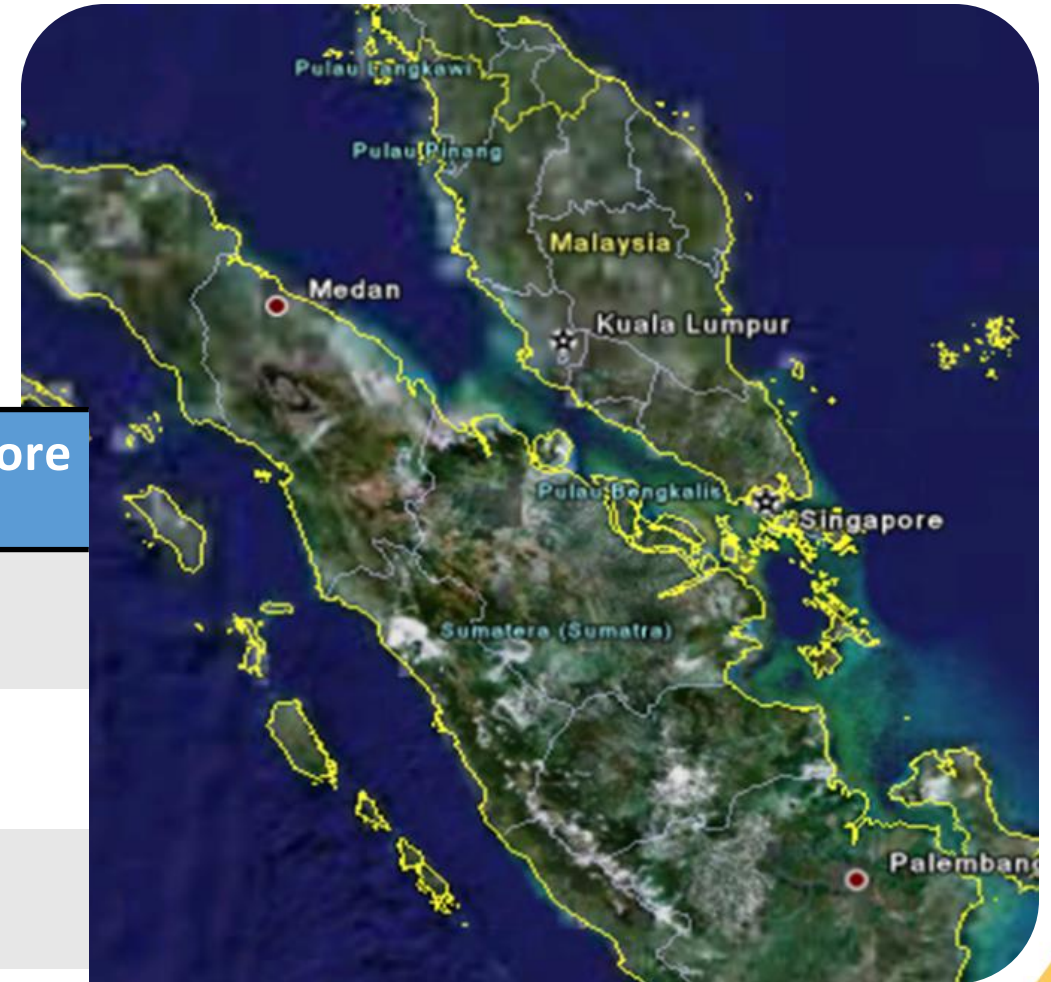 Pulau Langkawi
Pulau Pinang
Malaysia
Medan
Kuala Lumpur
ore
Pulau Bengkalis
Singapore
Sumatera (Sumatra)
Palembang